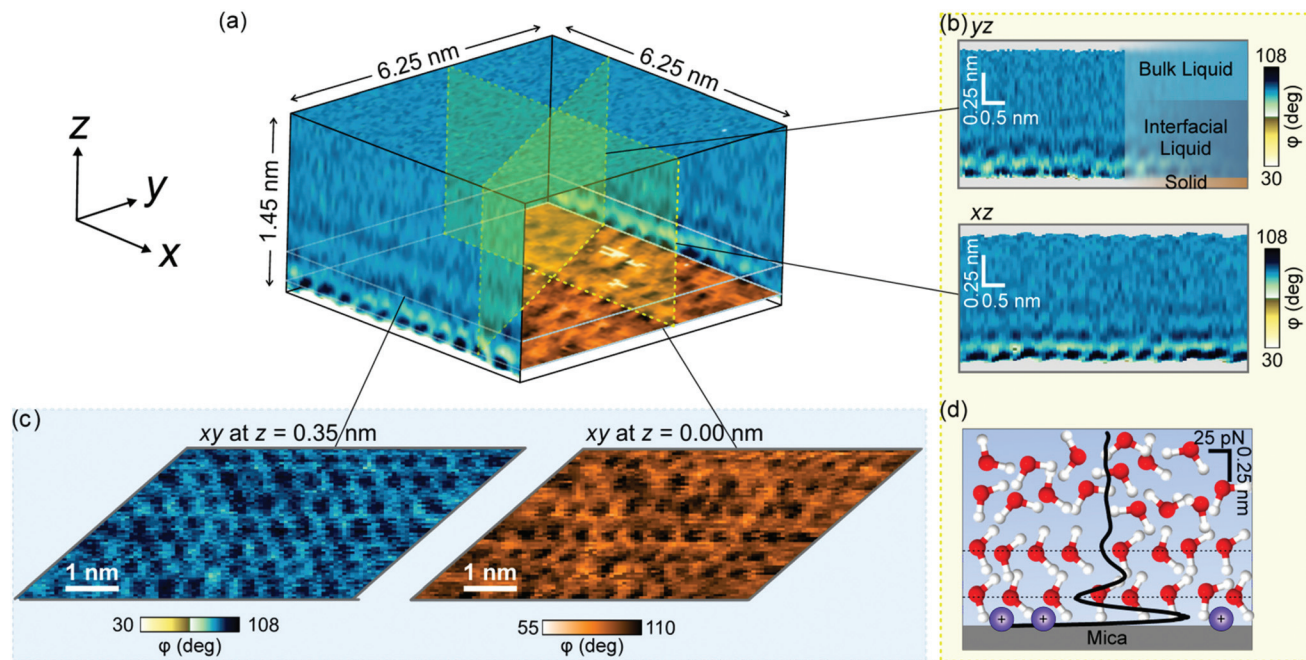 (a)
6.25 nm
6.25 nm
1.45 nm
z
y
x
(b)
yz
0.25 nm
0.5 nm
Bulk Liquid
Interfacial
Liquid
Solid
108
φ (deg)
30
xz
0.25 nm
0.5 nm
108
φ (deg)
30
(c)
xy at z = 0.35 nm
1 nm
30
108
φ (deg)
xy at z = 0.00 nm
1 nm
55
110
φ (deg)
(d)
25 pN
0.25 nm
+
+
+
Mica